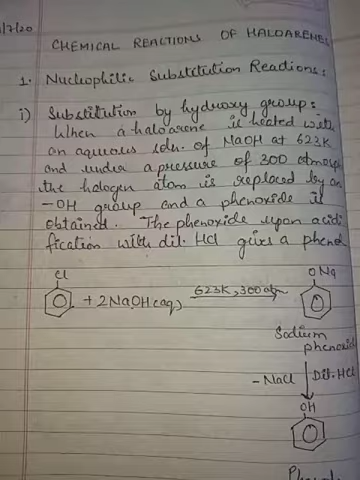 /7/20
CHEMICAL REACTIONS OF HALOARENES
1. Nucleophilic Substitution Reactions:
i) Substitution by hydroxy group:
When a haloarene is heated with
an aqueous soln. of NaOH at 623K
and under a pressure of 300 atmosp
the halogen atom is replaced by an
-OH group and a phenoxide is
obtained. The phenoxide upon acidi
fication with dil. HCl gives a phenol
Cl
ONa
+ 2NaOH(aq.) 623K, 300 atm
Sodium
phenoxide
-NaCl Dil. HCl
OH
Phenol